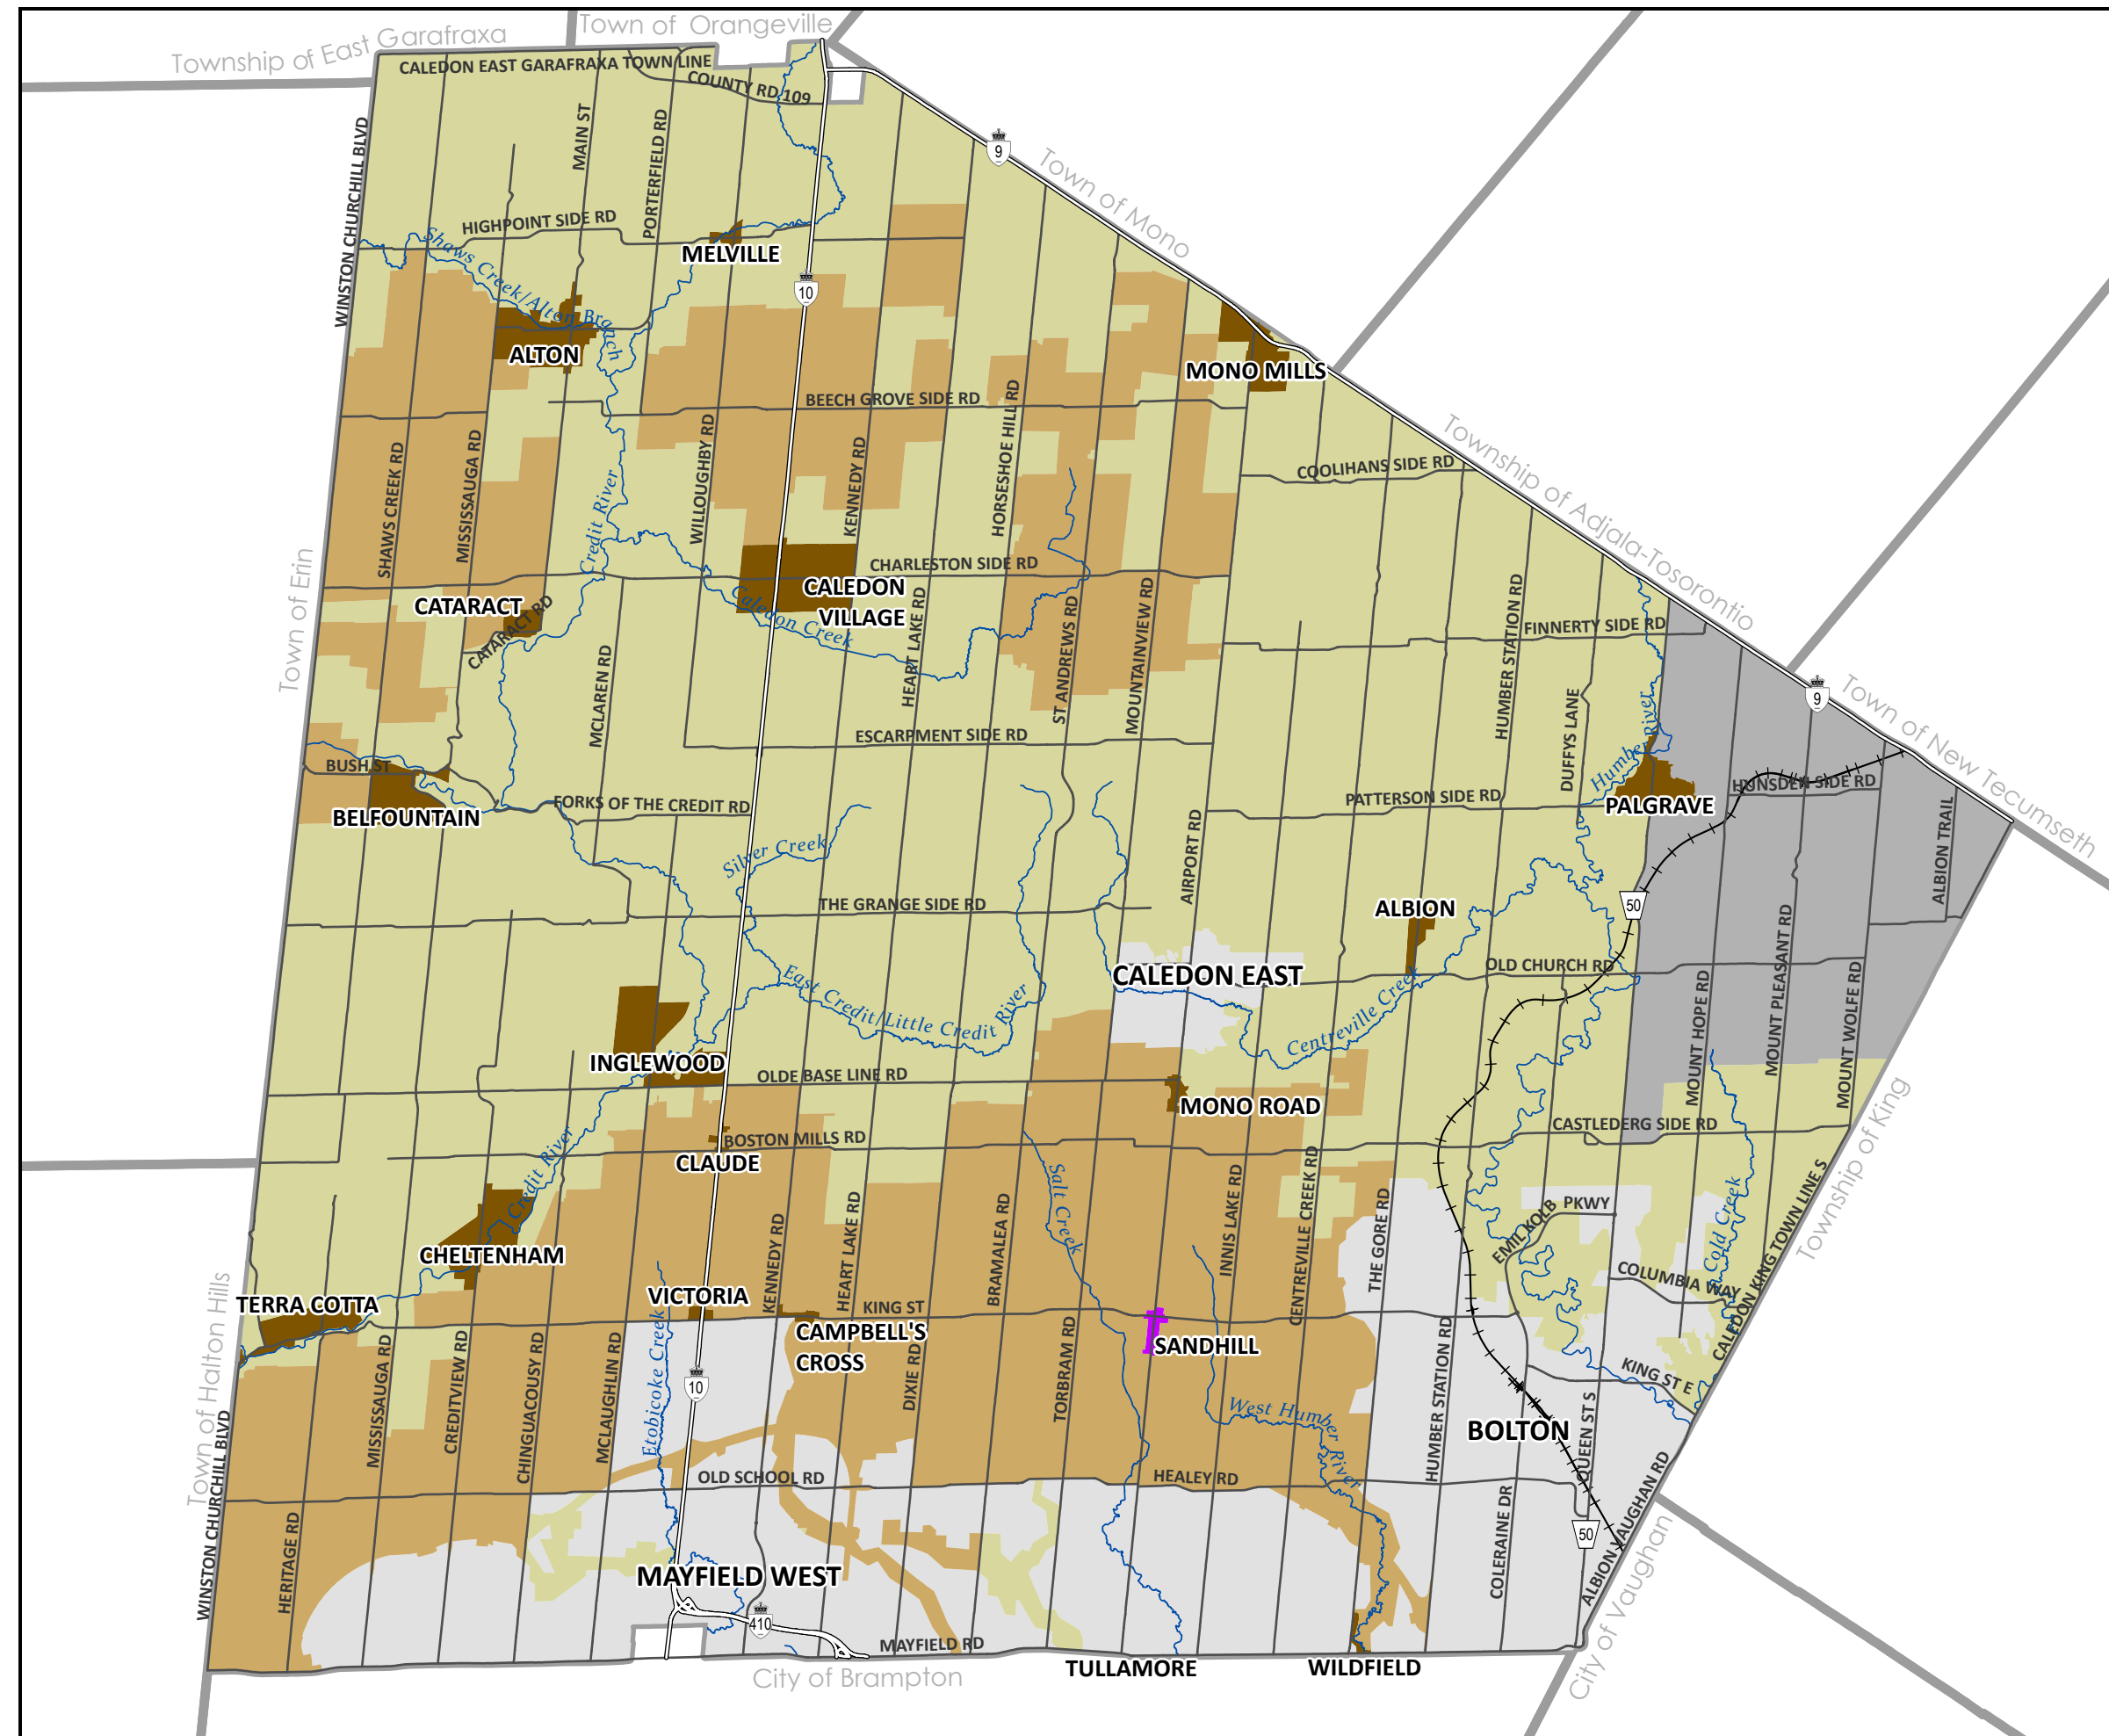 Town of Orangeville
Township of East Garafraxa
CALEDON EAST GARAFRAXA TOWN LINE
COUNTY RD 109
WINSTON CHURCHILL BLVD
MAIN ST
PORTERFIELD RD
9
Town of Mono
HIGHPOINT SIDE RD
Shaws Creek/Alton Branch
MELVILLE
10
ALTON
MONO MILLS
BEECH GROVE SIDE RD
HORSESHOE HILL RD
Township of Adjala-Tosorontio
SHAWS CREEK RD
MISSISSAUGA RD
WILLOUGHBY RD
KENNEDY RD
COOLIHANS SIDE RD
Credit River
Town of Erin
CHARLESTON SIDE RD
CALEDON
VILLAGE
CATARACT
CATARACT RD
Caledon Creek
HEART LAKE RD
ST ANDREWS RD
MOUNTAINVIEW RD
HUMBER STATION RD
FINNERTY SIDE RD
MCLAREN RD
DUFFYS LANE
Humber River
9
Town of New Tecumseth
ESCARPMENT SIDE RD
BUSH ST
BELFOUNTAIN
FORKS OF THE CREDIT RD
PATTERSON SIDE RD
PALGRAVE
HUNSDEN SIDE RD
ALBION TRAIL
Silver Creek
AIRPORT RD
THE GRANGE SIDE RD
ALBION
50
CALEDON EAST
OLD CHURCH RD
MOUNT HOPE RD
MOUNT PLEASANT RD
MOUNT WOLFE RD
East Credit/Little Credit River
Centreville Creek
INGLEWOOD
OLDE BASE LINE RD
MONO ROAD
Township of King
BOSTON MILLS RD
CASTLEDERG SIDE RD
CLAUDE
Credit River
Salt Creek
INNIS LAKE RD
CENTREVILLE CREEK RD
THE GORE RD
EMIL KOLB PKWY
Cold Creek
CALEDON KING TOWN LINE S
CHELTENHAM
KENNEDY RD
HEART LAKE RD
BRAMALEA RD
COLUMBIA WAY
Town of Halton Hills
TERRA COTTA
VICTORIA
KING ST
CAMPBELL'S
CROSS
SANDHILL
WINSTON CHURCHILL BLVD
MISSISSAUGA RD
CREDITVIEW RD
CHINGUACOUSY RD
MCLAUGHLIN RD
Etobicoke Creek
10
DIXIE RD
TORBRAM RD
West Humber River
HUMBER STATION RD
KING ST E
BOLTON
QUEEN ST S
OLD SCHOOL RD
HEALEY RD
HERITAGE RD
COLERAINE DR
50
ALBION VAUGHAN RD
City of Vaughan
MAYFIELD WEST
410
MAYFIELD RD
City of Brampton
TULLAMORE
WILDFIELD